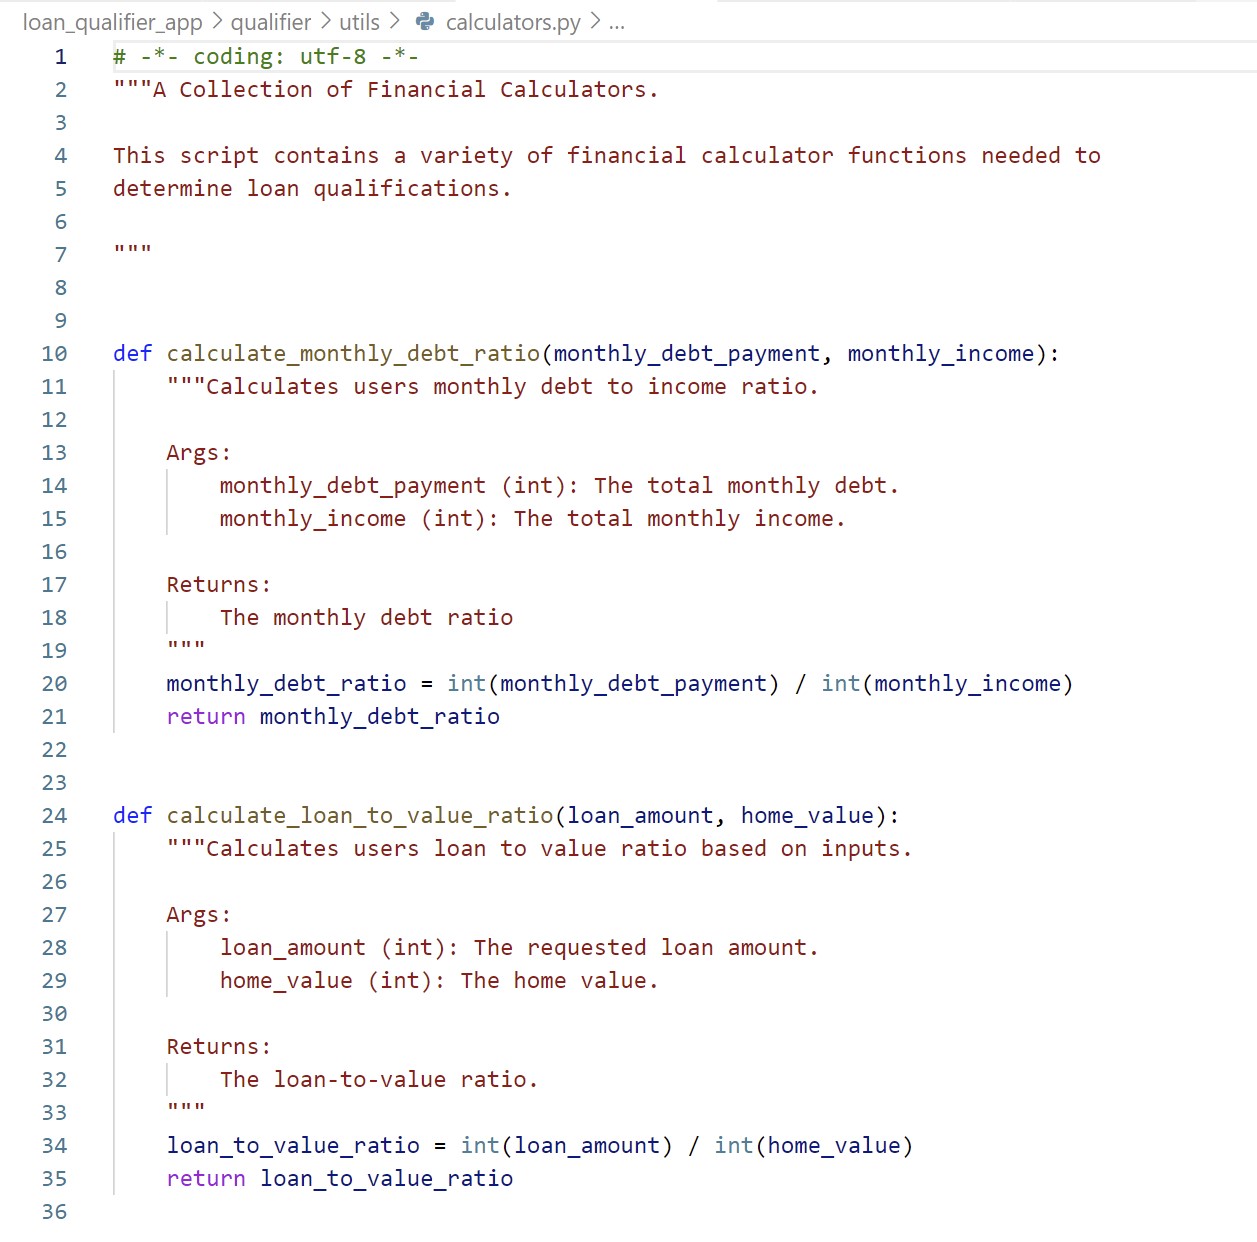 loan_qualifier_app > qualifier > utils > calculators.py > ...
1 # -*- coding: utf-8 -*-
2 """A Collection of Financial Calculators.
3
4 This script contains a variety of financial calculator functions needed to
5 determine loan qualifications.
6
7 """
8
9
10 def calculate_monthly_debt_ratio(monthly_debt_payment, monthly_income):
11     """Calculates users monthly debt to income ratio.
12
13     Args:
14         monthly_debt_payment (int): The total monthly debt.
15         monthly_income (int): The total monthly income.
16
17     Returns:
18         The monthly debt ratio
19     """
20     monthly_debt_ratio = int(monthly_debt_payment) / int(monthly_income)
21     return monthly_debt_ratio
22
23
24 def calculate_loan_to_value_ratio(loan_amount, home_value):
25     """Calculates users loan to value ratio based on inputs.
26
27     Args:
28         loan_amount (int): The requested loan amount.
29         home_value (int): The home value.
30
31     Returns:
32         The loan-to-value ratio.
33     """
34     loan_to_value_ratio = int(loan_amount) / int(home_value)
35     return loan_to_value_ratio
36